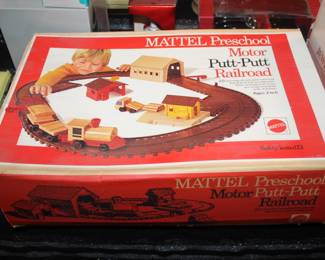 MATTEL Preschool
Motor
Putt-Putt
Railroad
MATTEL
MATTEL Preschool
Motor Putt-Putt
Railroad